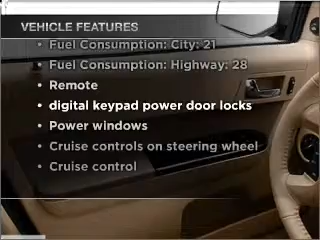 VEHICLE FEATURES
• Fuel Consumption: City: 21
• Fuel Consumption: Highway: 28
• Remote
• digital keypad power door locks
• Power windows
• Cruise controls on steering wheel
• Cruise control